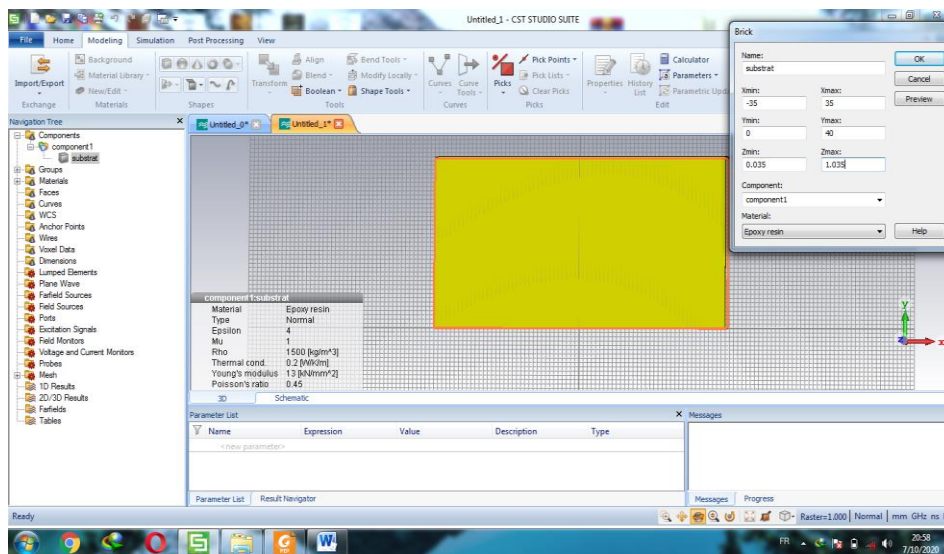 Untitled_1 - CST STUDIO SUITE
File Home Modeling Simulation Post Processing View
Import/Export
Background
Material Library
New/Edit
Transform
Align
Blend
Boolean
Bend Tools
Modify Locally
Shape Tools
Curves
Curve Tools
Picks
Pick Points
Pick Lists
Clear Picks
Properties
History List
Calculator
Parameters
Parametric
Exchange Materials Shapes Tools Curves Picks Edit
Navigation Tree
Untitled_0*
Untitled_1*
Components
component1
substrat
Groups
Materials
Faces
Curves
WCS
Anchor Points
Wires
Voxel Data
Dimensions
Lumped Elements
Plane Wave
Farfield Sources
Field Sources
Ports
Excitation Signals
Field Monitors
Voltage and Current Monitors
Probes
Mesh
1D Results
2D/3D Results
Farfields
Tables
component1:substrat
Material Epoxy resin
Type Normal
Epsilon 4
Mu 1
Rho 1500 [kg/m^3]
Thermal cond. 0.2 [W/K/m]
Young's modulus 13 [kN/mm^2]
Poisson's ratio 0.45
y
x
z
3D Schematic
Brick
Name:
substrat
Xmin: Xmax:
-35 35
Ymin: Ymax:
0 40
Zmin: Zmax:
0.035 1.035
Component:
component1
Material:
Epoxy resin
OK
Cancel
Preview
Help
Parameter List
Name Expression Value Description Type
<new parameter>
Parameter List Result Navigator
Messages
Messages Progress
Ready
Raster=1.000 Normal mm GHz ns
FR
20:58
7/10/2020